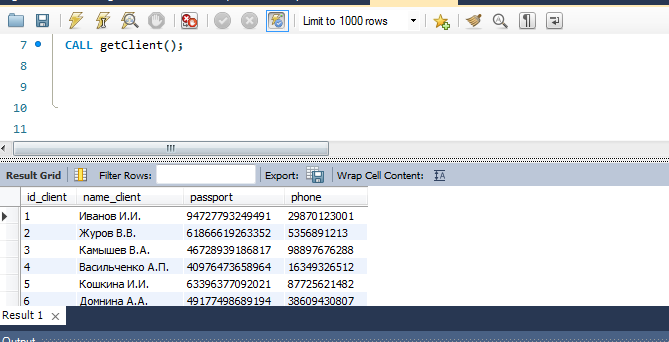 Limit to 1000 rows
7 CALL getClient();
8
9
10
11
Result Grid Filter Rows: Export: Wrap Cell Content:
id_client name_client passport phone
1 Иванов И.И. 94727793249491 29870123001
2 Журов В.В. 61866619263352 5356891213
3 Камышев В.А. 46728939186817 98897676288
4 Васильченко А.П. 40976473658964 16349326512
5 Кошкина И.И. 63396377092021 87725621482
6 Домнина А.А. 49177498689194 38609430807
Result 1
Output